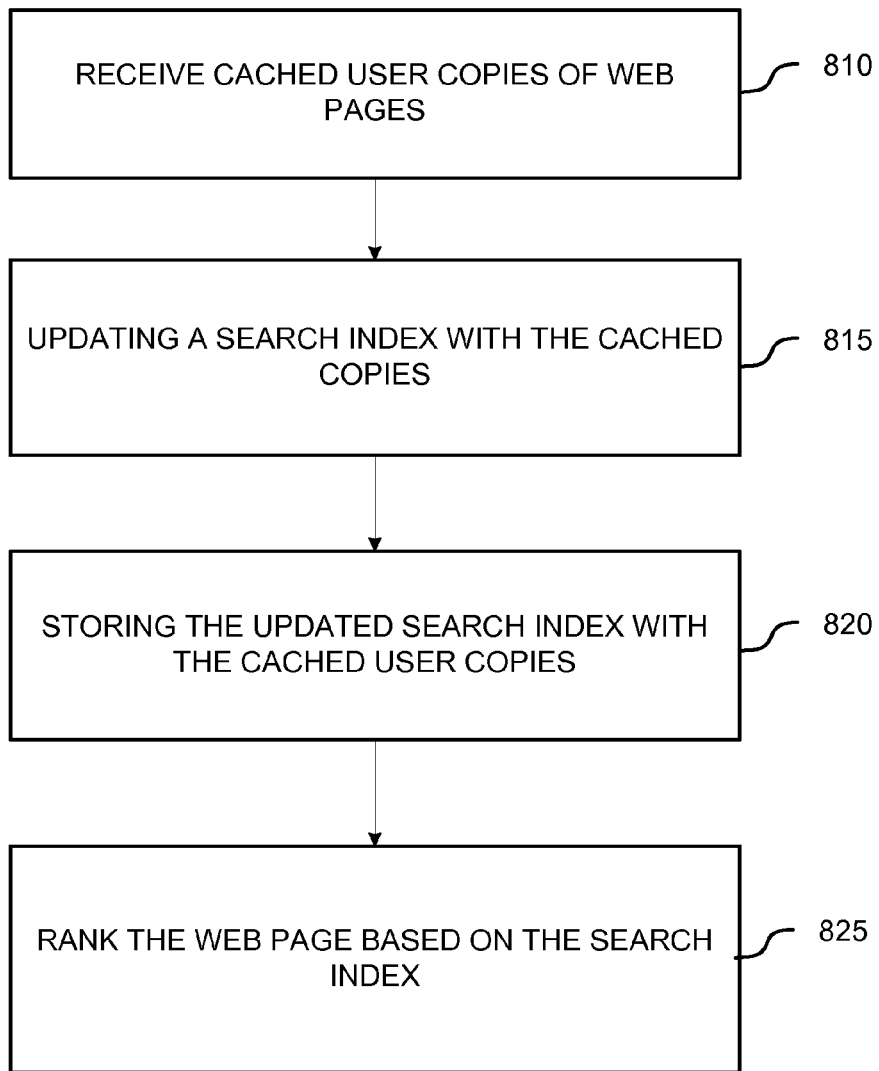 RECEIVE CACHED USER COPIES OF WEB
PAGES
810
UPDATING A SEARCH INDEX WITH THE CACHED
COPIES
815
STORING THE UPDATED SEARCH INDEX WITH
THE CACHED USER COPIES
820
RANK THE WEB PAGE BASED ON THE SEARCH
INDEX
825